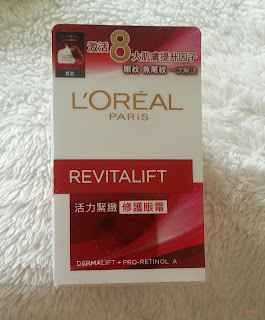 激活8大肌膚提升因子
眼紋 魚尾紋 一次解決
L'ORÉAL
PARIS
REVITALIFT
活力緊緻 修護眼霜
DERMALIFT + PRO-RETINOL A